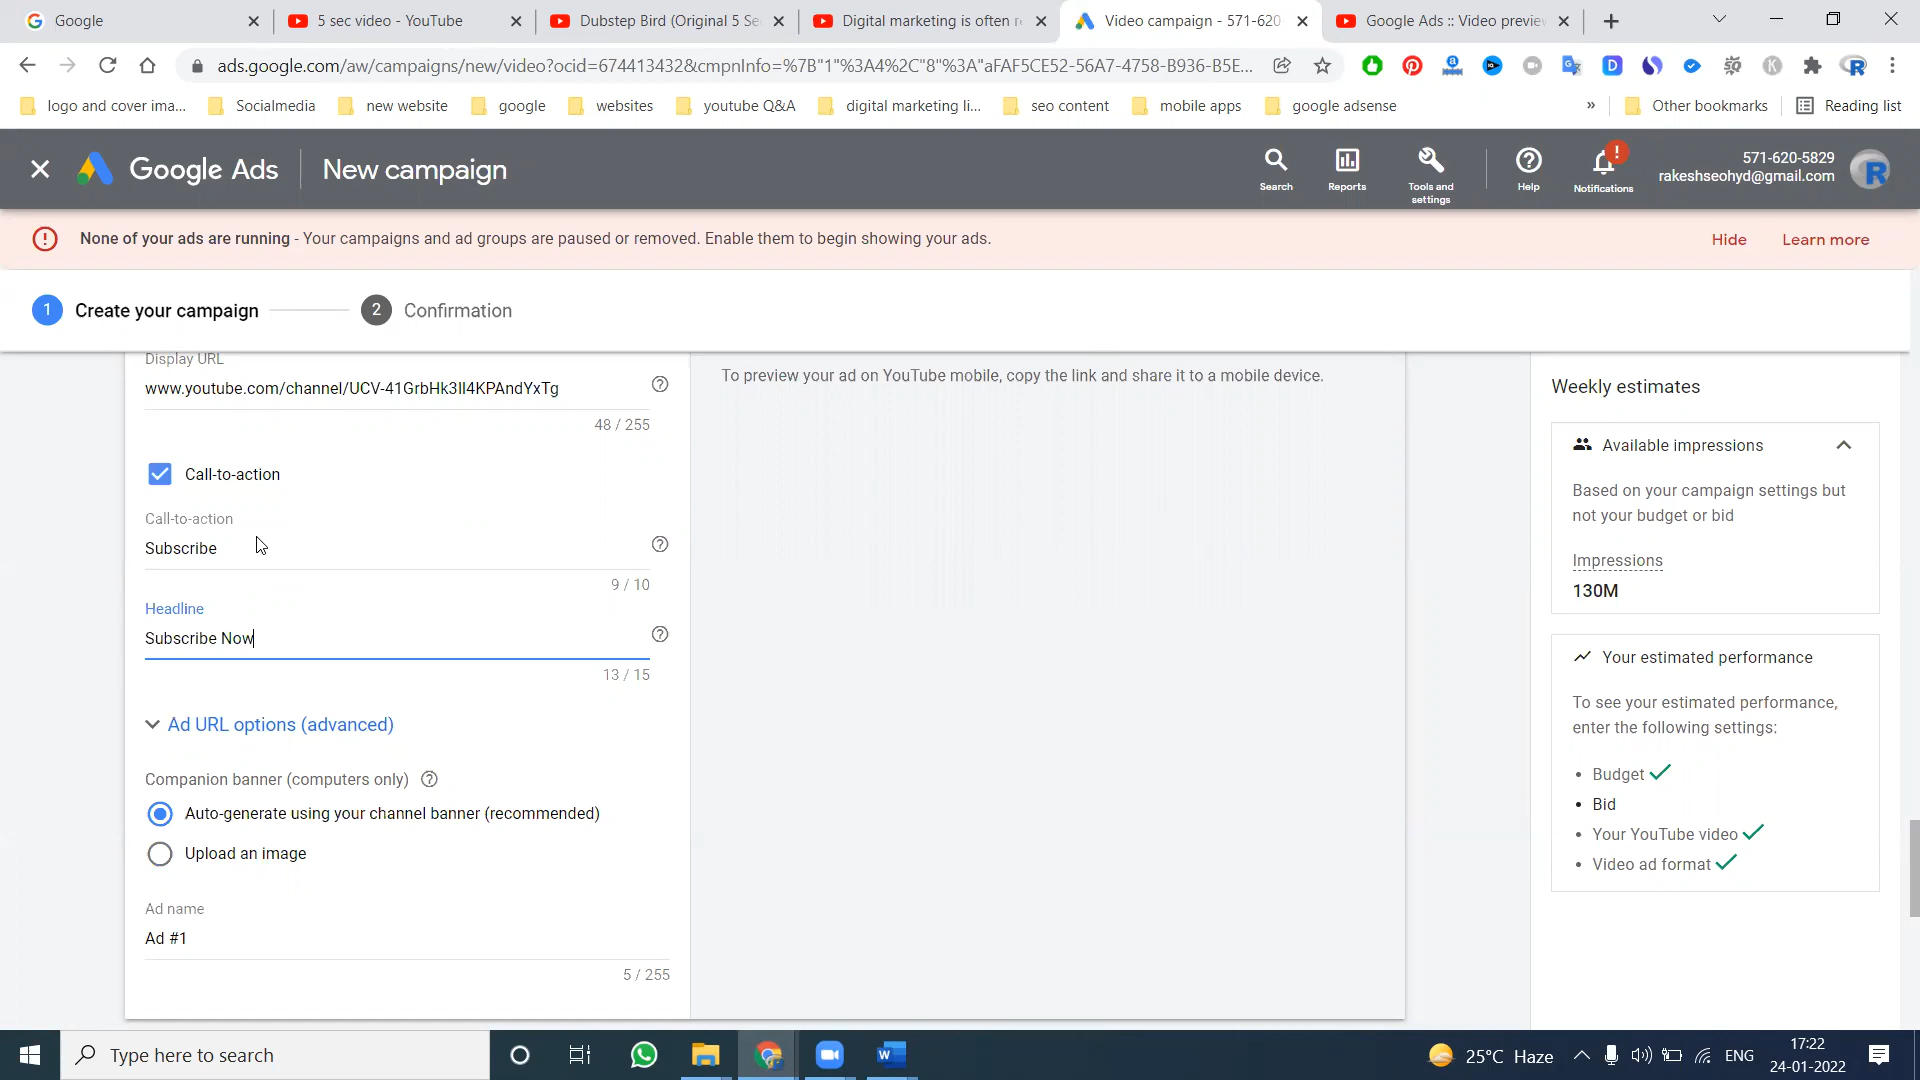 Google
5 sec video - YouTube
Dubstep Bird (Original 5 Se
Digital marketing is often r
Video campaign - 571-620
Google Ads :: Video preview
ads.google.com/aw/campaigns/new/video?ocid=674413432&cmpnInfo=%7B"1"%3A4%2C"8"%3A"aFAF5CE52-56A7-4758-B936-B5E...
logo and cover ima...
Socialmedia
new website
google
websites
youtube Q&A
digital marketing li...
seo content
mobile apps
google adsense
»
Other bookmarks
Reading list
Google Ads
New campaign
Search
Reports
Tools and settings
Help
Notifications
571-620-5829
rakeshseohyd@gmail.com
None of your ads are running - Your campaigns and ad groups are paused or removed. Enable them to begin showing your ads.
Hide
Learn more
1 Create your campaign
2 Confirmation
Display URL
www.youtube.com/channel/UCV-41GrbHk3Il4KPAndYxTg
48 / 255
Call-to-action
Call-to-action
Subscribe
9 / 10
Headline
Subscribe Now
13 / 15
Ad URL options (advanced)
Companion banner (computers only)
Auto-generate using your channel banner (recommended)
Upload an image
Ad name
Ad #1
5 / 255
To preview your ad on YouTube mobile, copy the link and share it to a mobile device.
Weekly estimates
Available impressions
Based on your campaign settings but
not your budget or bid
Impressions
130M
Your estimated performance
To see your estimated performance,
enter the following settings:
• Budget
• Bid
• Your YouTube video
• Video ad format
Type here to search
25°C Haze
ENG
17:22
24-01-2022